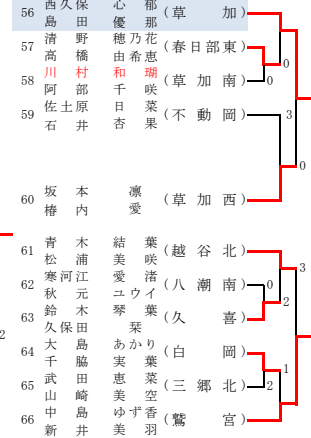 56 西久保 心郁 (草加)
島田 優那
57 清野 穂乃花 (春日部東)
高橋 由希恵
0
58 川村 和瑚 (草加南) 0
阿部 千咲
59 佐土原 日菜 (不動岡) 3
石井 杏果
0
60 坂本 凛 (草加西)
椿内 愛
61 青木 結葉 (越谷北)
松浦 美咲
3
62 寒河江 愛渚 (八潮南) 0
秋元 ユウイ
2
63 鈴木 琴葉 (久喜)
久保田 栞
2
64 大島 あかり (白岡)
千脇 実葉
1
65 武田 恵菜 (三郷北) 2
山崎 美空
66 中島 ゆず香 (鷲宮)
新井 美羽